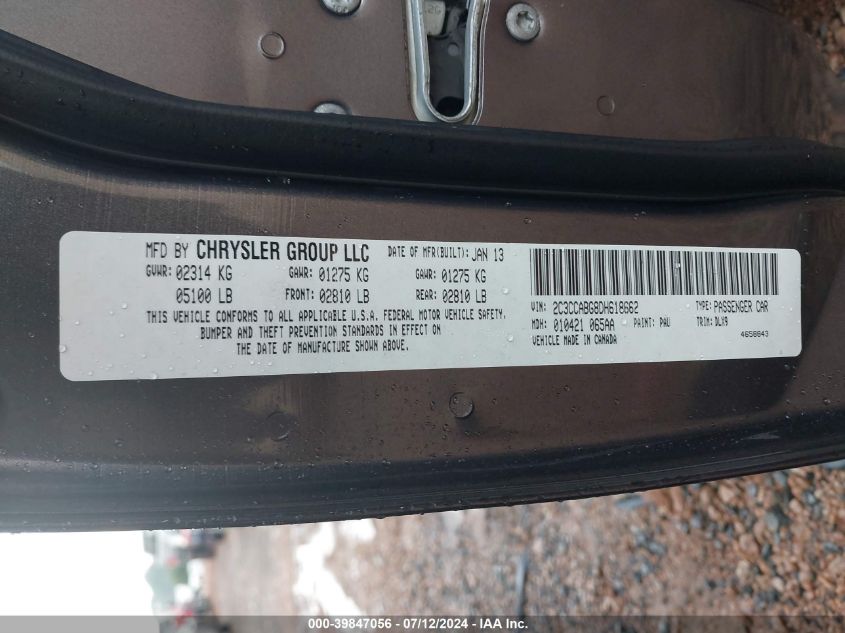 MFD BY CHRYSLER GROUP LLC DATE OF MFR(BUILT): JAN 13
GVWR: 02314 KG GAWR: 01275 KG GAWR: 01275 KG
05100 LB FRONT: 02810 LB REAR: 02810 LB
THIS VEHICLE CONFORMS TO ALL APPLICABLE U.S.A. FEDERAL MOTOR VEHICLE SAFETY,
BUMPER AND THEFT PREVENTION STANDARDS IN EFFECT ON
THE DATE OF MANUFACTURE SHOWN ABOVE.
VIN: 2C3CCABG8DH618662 TYPE: PASSENGER CAR
MDH: 010421 065AA PAINT: PAU TRIM: DLX9
VEHICLE MADE IN CANADA 4658843
000-39847056 - 07/12/2024 - IAA Inc.